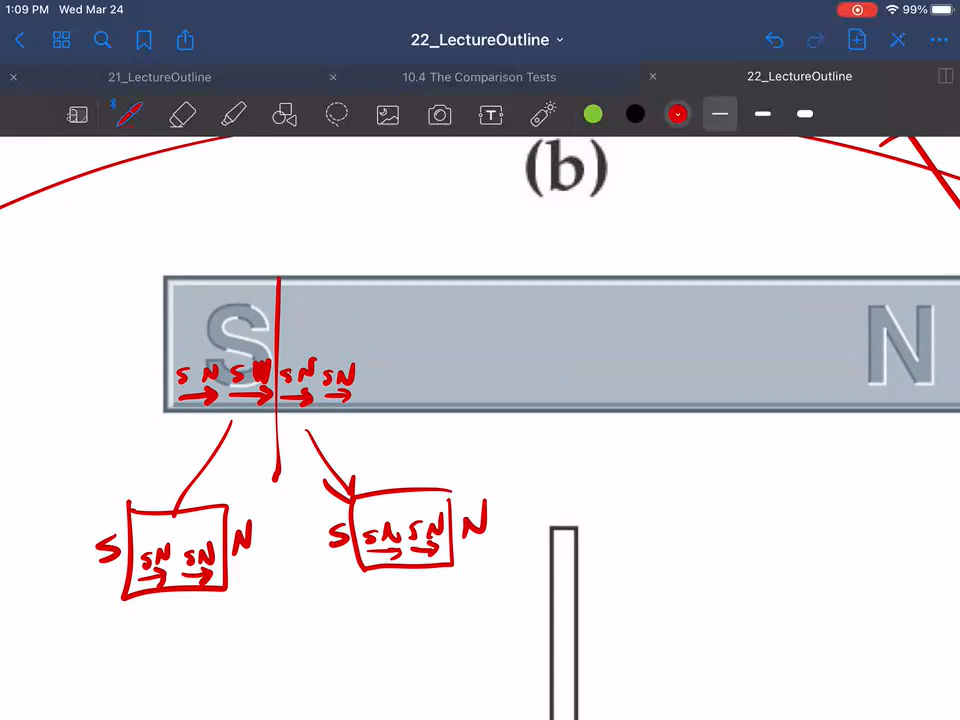 1:09 PM Wed Mar 24
99%
22_LectureOutline
21_LectureOutline
10.4 The Comparison Tests
22_LectureOutline
T
(b)
S
N
S N S N S N S N
S S N S N N
S S N S N N